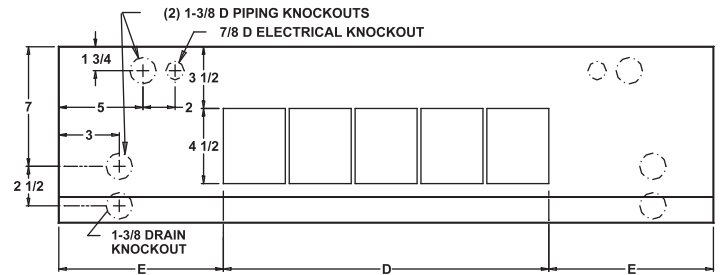 (2) 1-3/8 D PIPING KNOCKOUTS
7/8 D ELECTRICAL KNOCKOUT
1 3/4
3 1/2
7
5
2
3
4 1/2
2 1/2
1-3/8 DRAIN
KNOCKOUT
E
D
E